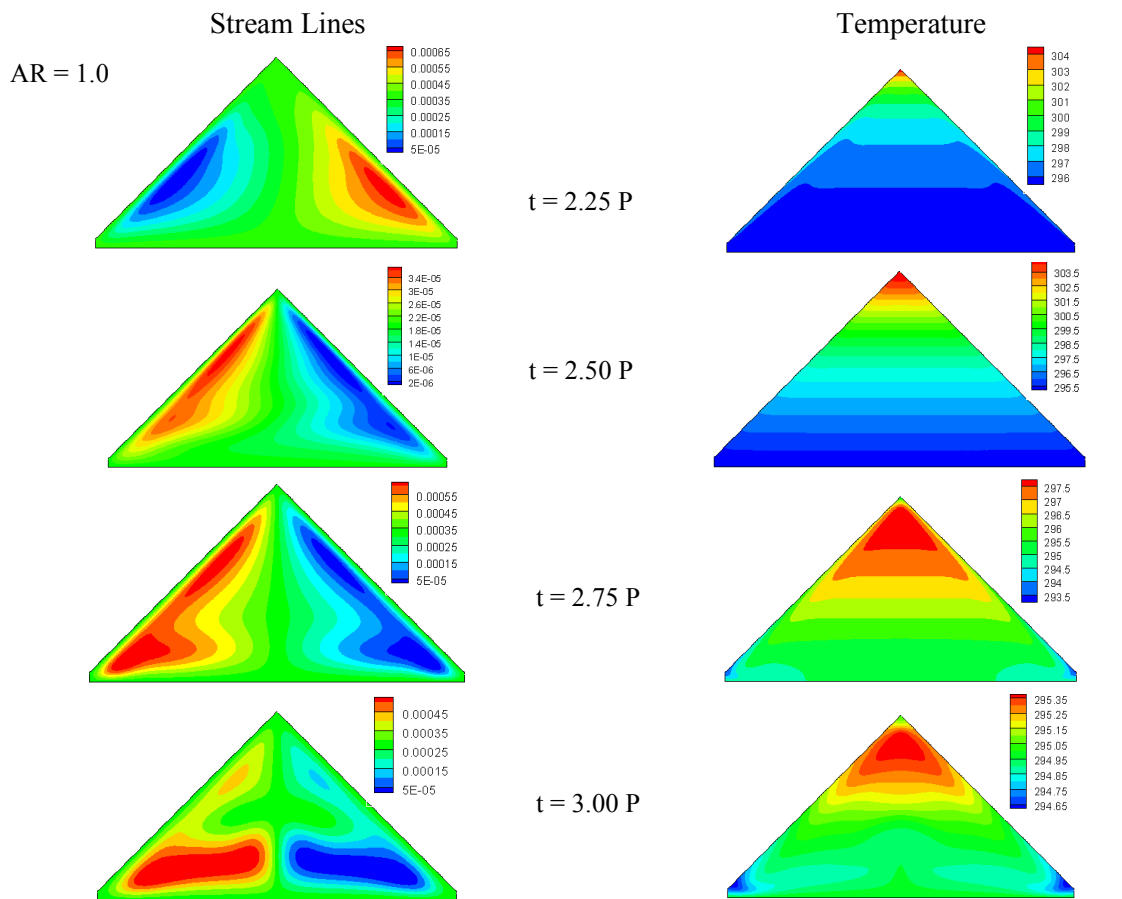 Stream Lines
Temperature
AR = 1.0
0.00065
0.00055
0.00045
0.00035
0.00025
0.00015
5E-05
304
303
302
301
300
299
298
297
296
t = 2.25 P
3.4E-05
3E-05
2.6E-05
2.2E-05
1.8E-05
1.4E-05
1E-05
6E-06
2E-06
303.5
302.5
301.5
300.5
299.5
298.5
297.5
296.5
295.5
t = 2.50 P
0.00055
0.00045
0.00035
0.00025
0.00015
5E-05
297.5
297
296.5
296
295.5
295
294.5
294
293.5
t = 2.75 P
0.00045
0.00035
0.00025
0.00015
5E-05
295.35
295.25
295.15
295.05
294.95
294.85
294.75
294.65
t = 3.00 P